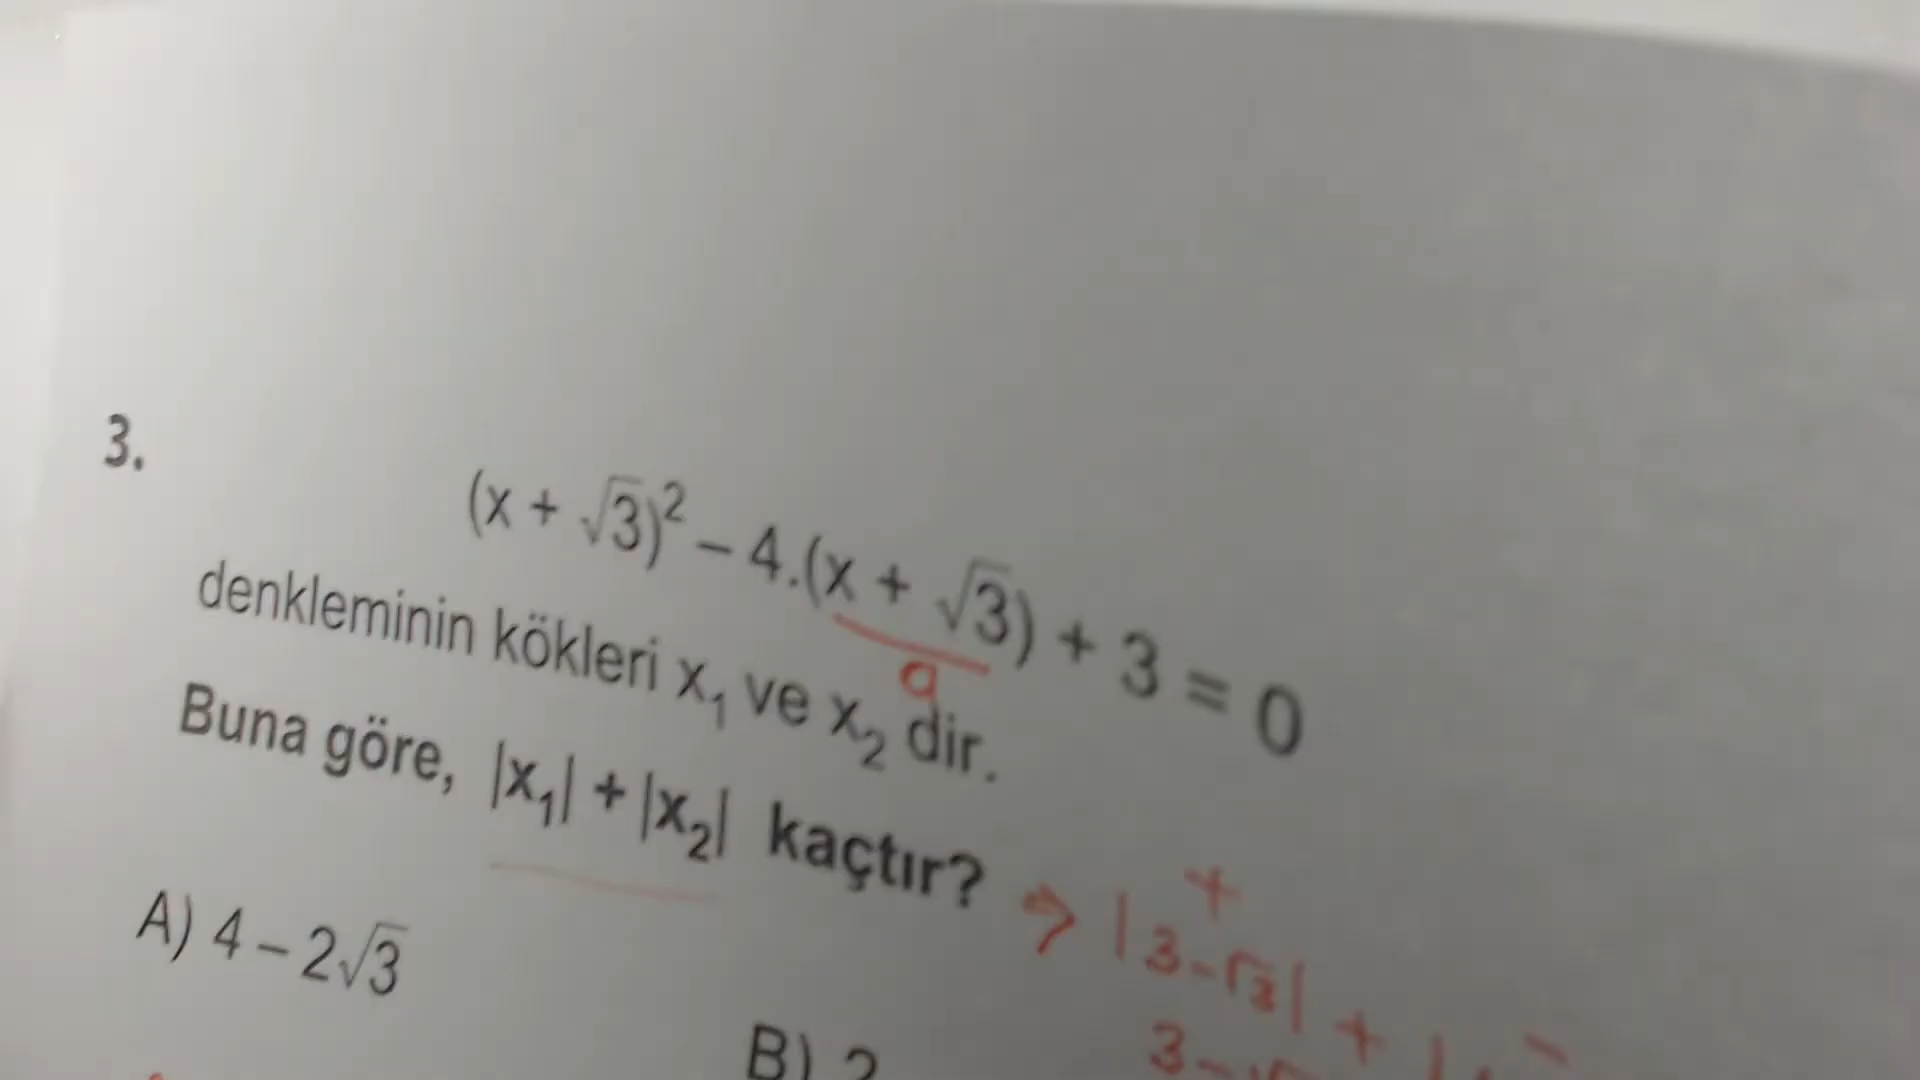 3.
(x + √3)² – 4.(x + √3) + 3 = 0
a
denkleminin kökleri x₁ ve x₂ dir.
Buna göre, |x₁| + |x₂| kaçtır?
⇒ |3-√3| +
+
A) 4 – 2√3
B) 2
3-√